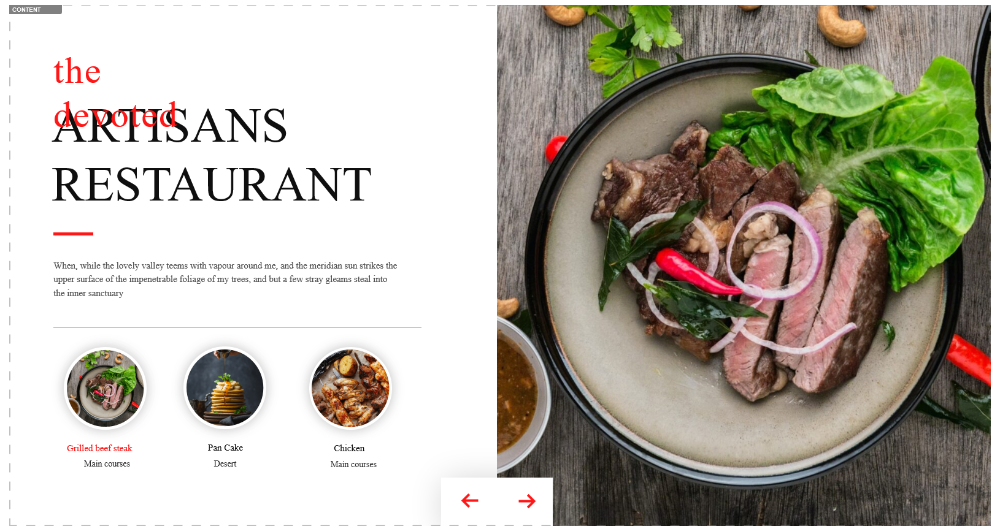 CONTENT
the
devoted
ARTISANS
RESTAURANT
When, while the lovely valley teems with vapour around me, and the meridian sun strikes the
upper surface of the impenetrable foliage of my trees, and but a few stray gleams steal into
the inner sanctuary
Grilled beef steak
Main courses
Pan Cake
Desert
Chicken
Main courses